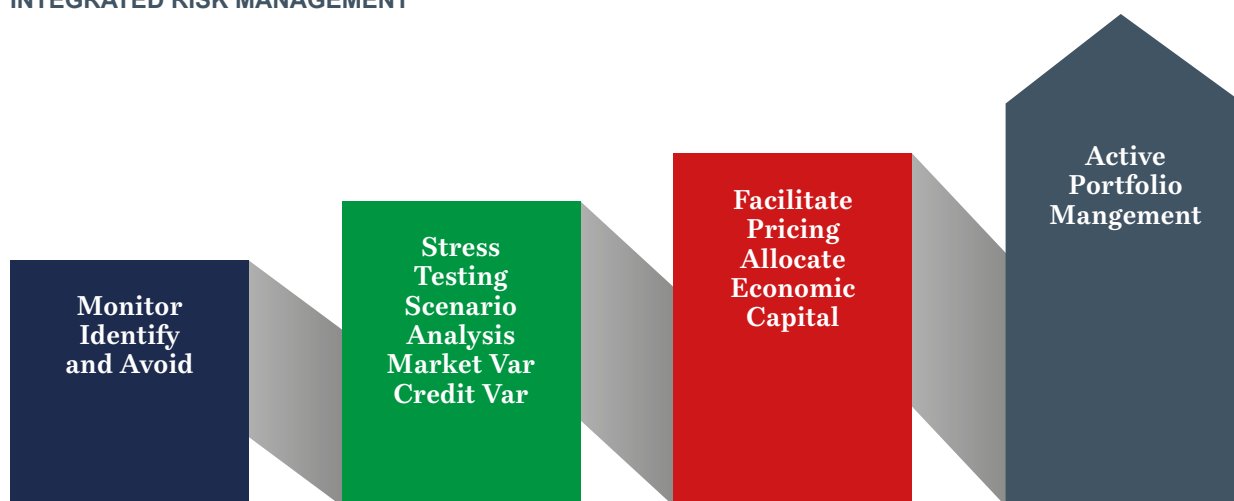 INTEGRATED RISK MANAGEMENT
Monitor
Identify
and Avoid
Stress
Testing
Scenario
Analysis
Market Var
Credit Var
Facilitate
Pricing
Allocate
Economic
Capital
Active
Portfolio
Mangement